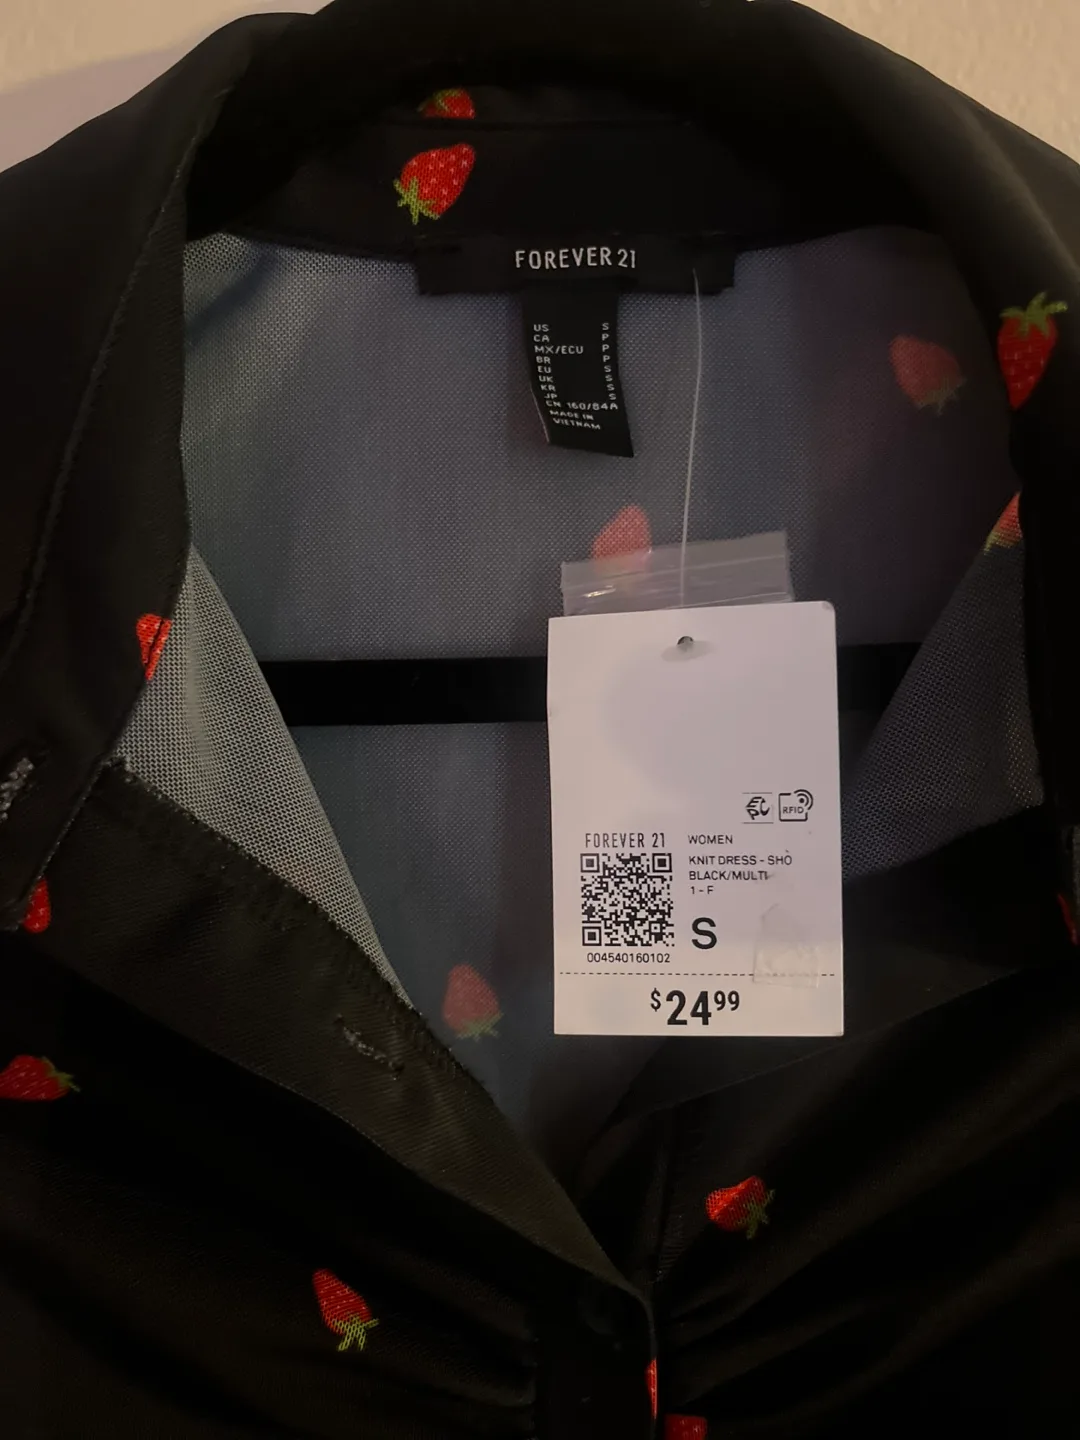 FOREVER 21
US S
CA P
MX/ECU P
BR P
EU S
UK S
KR S
JP S
CN 160/84A
MADE IN
VIETNAM
RFID
FOREVER 21
WOMEN
KNIT DRESS - SHO
BLACK/MULTI
1 - F
S
004540160102
$24.99